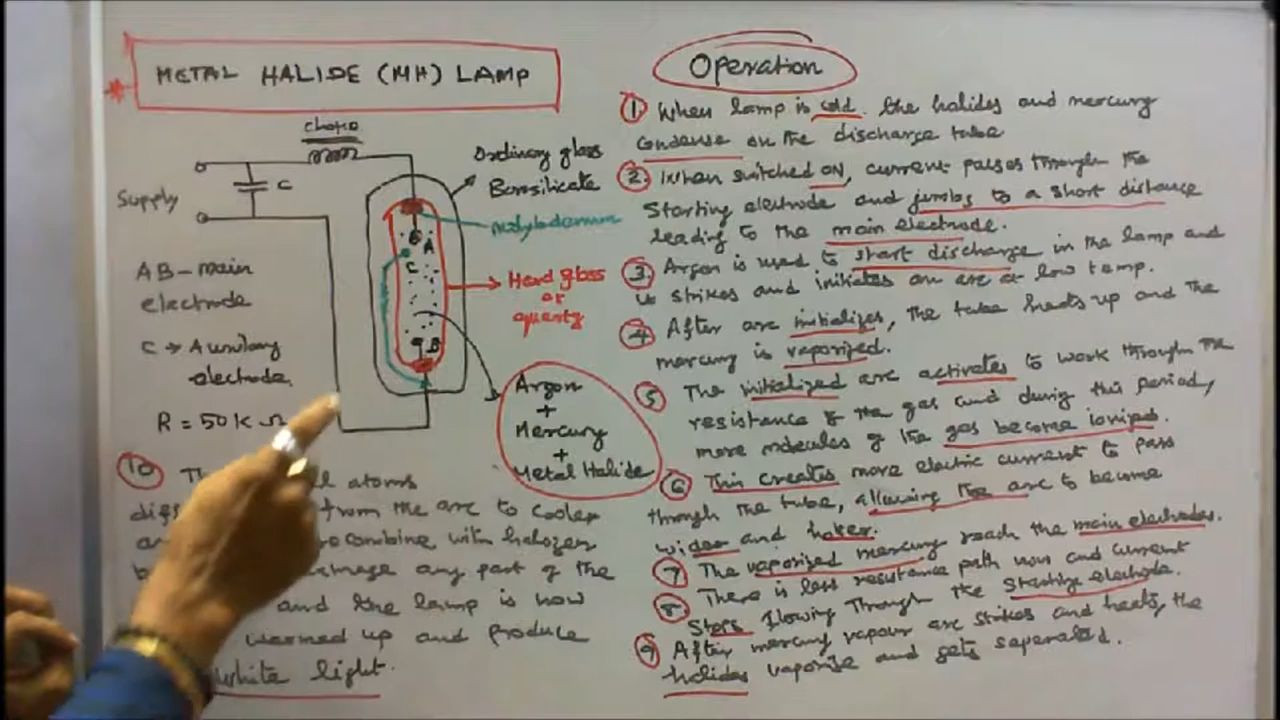 METAL HALIDE (MH) LAMP
Choke
Supply
C
Ordinary glass
Borosilicate
molybdenum
A
C
B
Hard glass
or
quartz
AB - main
electrode
C → Auxilary
electrode.
R = 50 K Ω
Argon
+
Mercury
+
Metal Halide
Operation
① When lamp is cold. the halides and mercury
condense on the discharge tube
②. When switched ON, current passes through the
Starting electrode and jumbs to a short distance
leading to the main electrode.
③ Argon is used to start discharge in the lamp and
strikes and initiates an arc at low temp.
④ After arc initializes, the tube heats up and the
mercury is vaporized.
⑤ The initialized arc activates to work through the
resistance of the gas and during this period,
more molecules of the gas become ionized.
⑥ This creates more electric current to pass
through the tube, allowing the arc to become
wider and hoter.
⑦ The vaporized mercury reach the main electrodes.
⑧ There is less resistance path now and current
Stops flowing through the Starting electrode.
⑨ After mercury vapour arc strikes and heats, the
halides vaporize and gets seperated.
⑩ atoms
from the arc to cooler
combine with halogen
any part of the
and the lamp is now
warmed up and produce
white light.